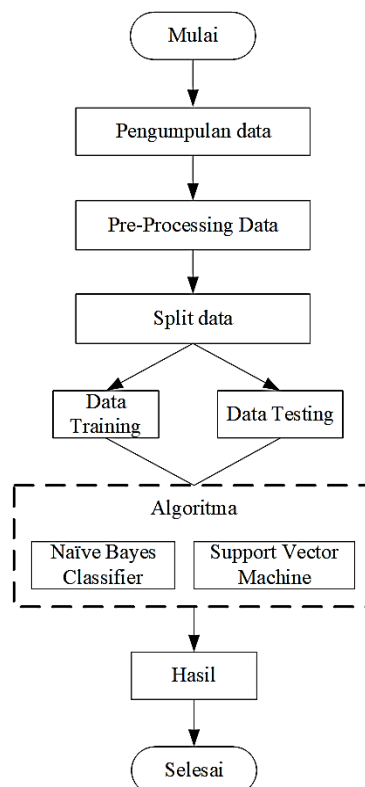 Mulai
Pengumpulan data
Pre-Processing Data
Split data
Data
Training
Data Testing
Algoritma
Naïve Bayes
Classifier
Support Vector
Machine
Hasil
Selesai